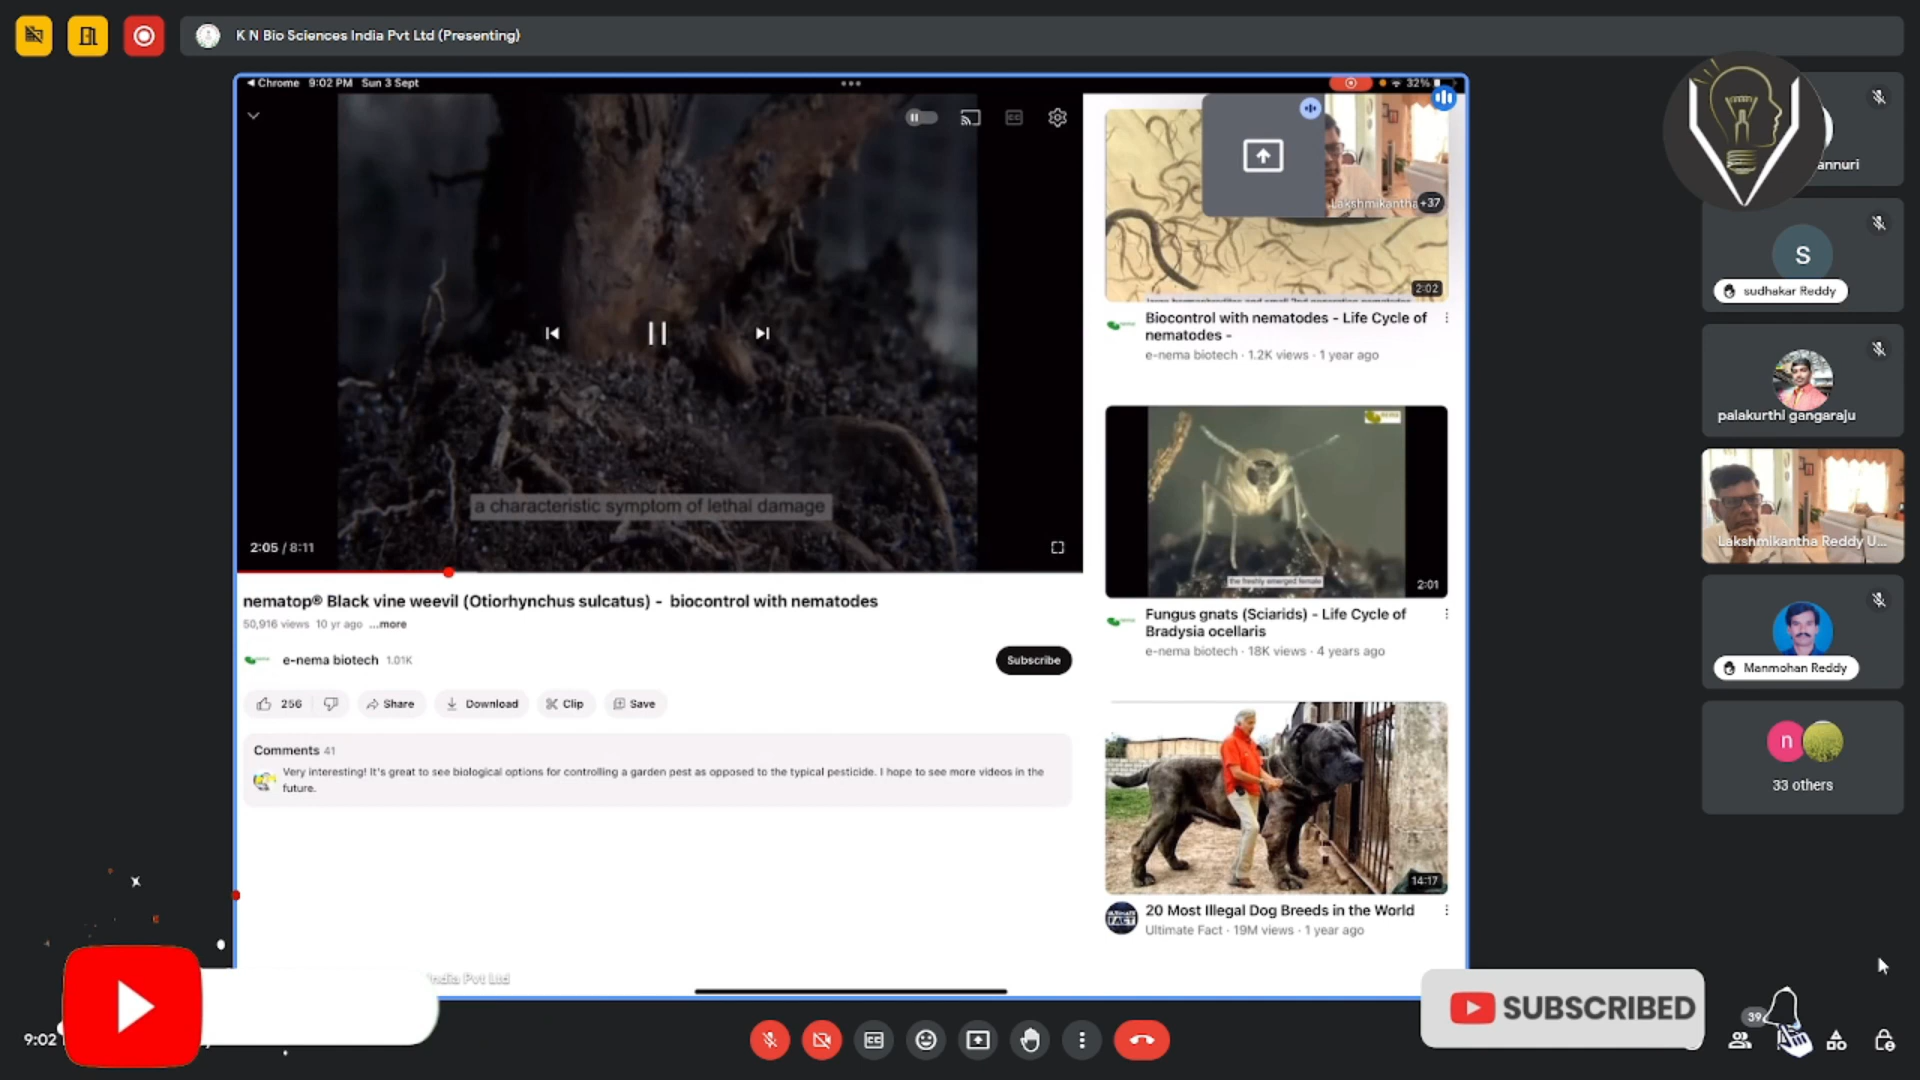 K N Bio Sciences India Pvt Ltd (Presenting)
Chrome 9:02 PM Sun 3 Sept
32%
annuri
Lakshmikantha +37
S
sudhakar Reddy
2:02
Biocontrol with nematodes - Life Cycle of
nematodes -
e-nema biotech · 1.2K views · 1 year ago
palakurthi gangaraju
a characteristic symptom of lethal damage
2:05 / 8:11
Lakshmikantha Reddy U...
the freshly emerged female
2:01
nematop® Black vine weevil (Otiorhynchus sulcatus) - biocontrol with nematodes
50,916 views 10 yr ago ...more
Fungus gnats (Sciarids) - Life Cycle of
Bradysia ocellaris
e-nema biotech · 18K views · 4 years ago
e-nema biotech 1.01K
Subscribe
Manmohan Reddy
256
Share
Download
Clip
Save
n
33 others
Comments 41
Very interesting! It's great to see biological options for controlling a garden pest as opposed to the typical pesticide. I hope to see more videos in the
future.
14:17
20 Most Illegal Dog Breeds in the World
Ultimate Fact · 19M views · 1 year ago
India Pvt Ltd
SUBSCRIBED
39
9:02